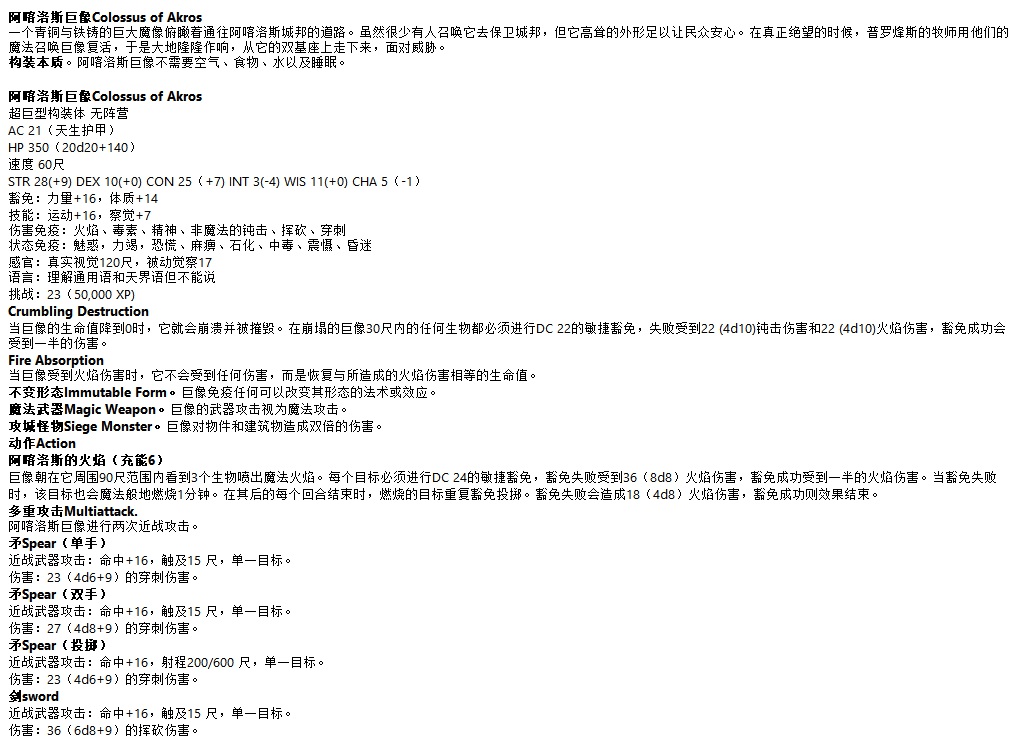 阿喀洛斯巨像Colossus of Akros
一个青铜与铁铸的巨大魔像俯瞰着通往阿喀洛斯城邦的道路。虽然很少有人召唤它去保卫城邦，但它高耸的外形足以让民众安心。在真正绝望的时候，普罗烽斯的牧师用他们的
魔法召唤巨像复活，于是大地隆隆作响，从它的双基座上走下来，面对威胁。
构装本质。阿喀洛斯巨像不需要空气、食物、水以及睡眠。
阿喀洛斯巨像Colossus of Akros
超巨型构装体 无阵营
AC 21（天生护甲）
HP 350（20d20+140）
速度 60尺
STR 28(+9) DEX 10(+0) CON 25（+7) INT 3(-4) WIS 11(+0) CHA 5（-1）
豁免：力量+16，体质+14
技能：运动+16，察觉+7
伤害免疫：火焰、毒素、精神、非魔法的钝击、挥砍、穿刺
状态免疫：魅惑，力竭，恐慌、麻痹、石化、中毒、震慑、昏迷
感官：真实视觉120尺，被动觉察17
语言：理解通用语和天界语但不能说
挑战：23（50,000 XP)
Crumbling Destruction
当巨像的生命值降到0时，它就会崩溃并被摧毁。在崩塌的巨像30尺内的任何生物都必须进行DC 22的敏捷豁免，失败受到22 (4d10)钝击伤害和22 (4d10)火焰伤害，豁免成功会
受到一半的伤害。
Fire Absorption
当巨像受到火焰伤害时，它不会受到任何伤害，而是恢复与所造成的火焰伤害相等的生命值。
不变形态Immutable Form。巨像免疫任何可以改变其形态的法术或效应。
魔法武器Magic Weapon。巨像的武器攻击视为魔法攻击。
攻城怪物Siege Monster。巨像对物件和建筑物造成双倍的伤害。
动作Action
阿喀洛斯的火焰（充能6）
巨像朝在它周围90尺范围内看到3个生物喷出魔法火焰。每个目标必须进行DC 24的敏捷豁免，豁免失败受到36（8d8）火焰伤害，豁免成功受到一半的火焰伤害。当豁免失败
时，该目标也会魔法般地燃烧1分钟。在其后的每个回合结束时，燃烧的目标重复豁免投掷。豁免失败会造成18（4d8）火焰伤害，豁免成功则效果结束。
多重攻击Multiattack.
阿喀洛斯巨像进行两次近战攻击。
矛Spear（单手）
近战武器攻击：命中+16，触及15 尺，单一目标。
伤害：23（4d6+9）的穿刺伤害。
矛Spear（双手）
近战武器攻击：命中+16，触及15 尺，单一目标。
伤害：27（4d8+9）的穿刺伤害。
矛Spear（投掷）
近战武器攻击：命中+16，射程200/600 尺，单一目标。
伤害：23（4d6+9）的穿刺伤害。
剑sword
近战武器攻击：命中+16，触及15 尺，单一目标。
伤害：36（6d8+9）的挥砍伤害。